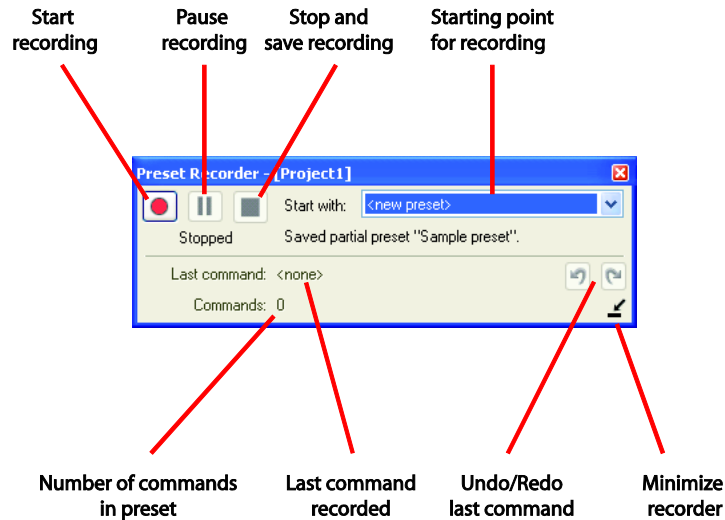 Start
recording
Pause
recording
Stop and
save recording
Starting point
for recording
Preset Recorder - [Project1]
Start with: <new preset>
Stopped
Saved partial preset "Sample preset".
Last command: <none>
Commands: 0
Number of commands
in preset
Last command
recorded
Undo/Redo
last command
Minimize
recorder